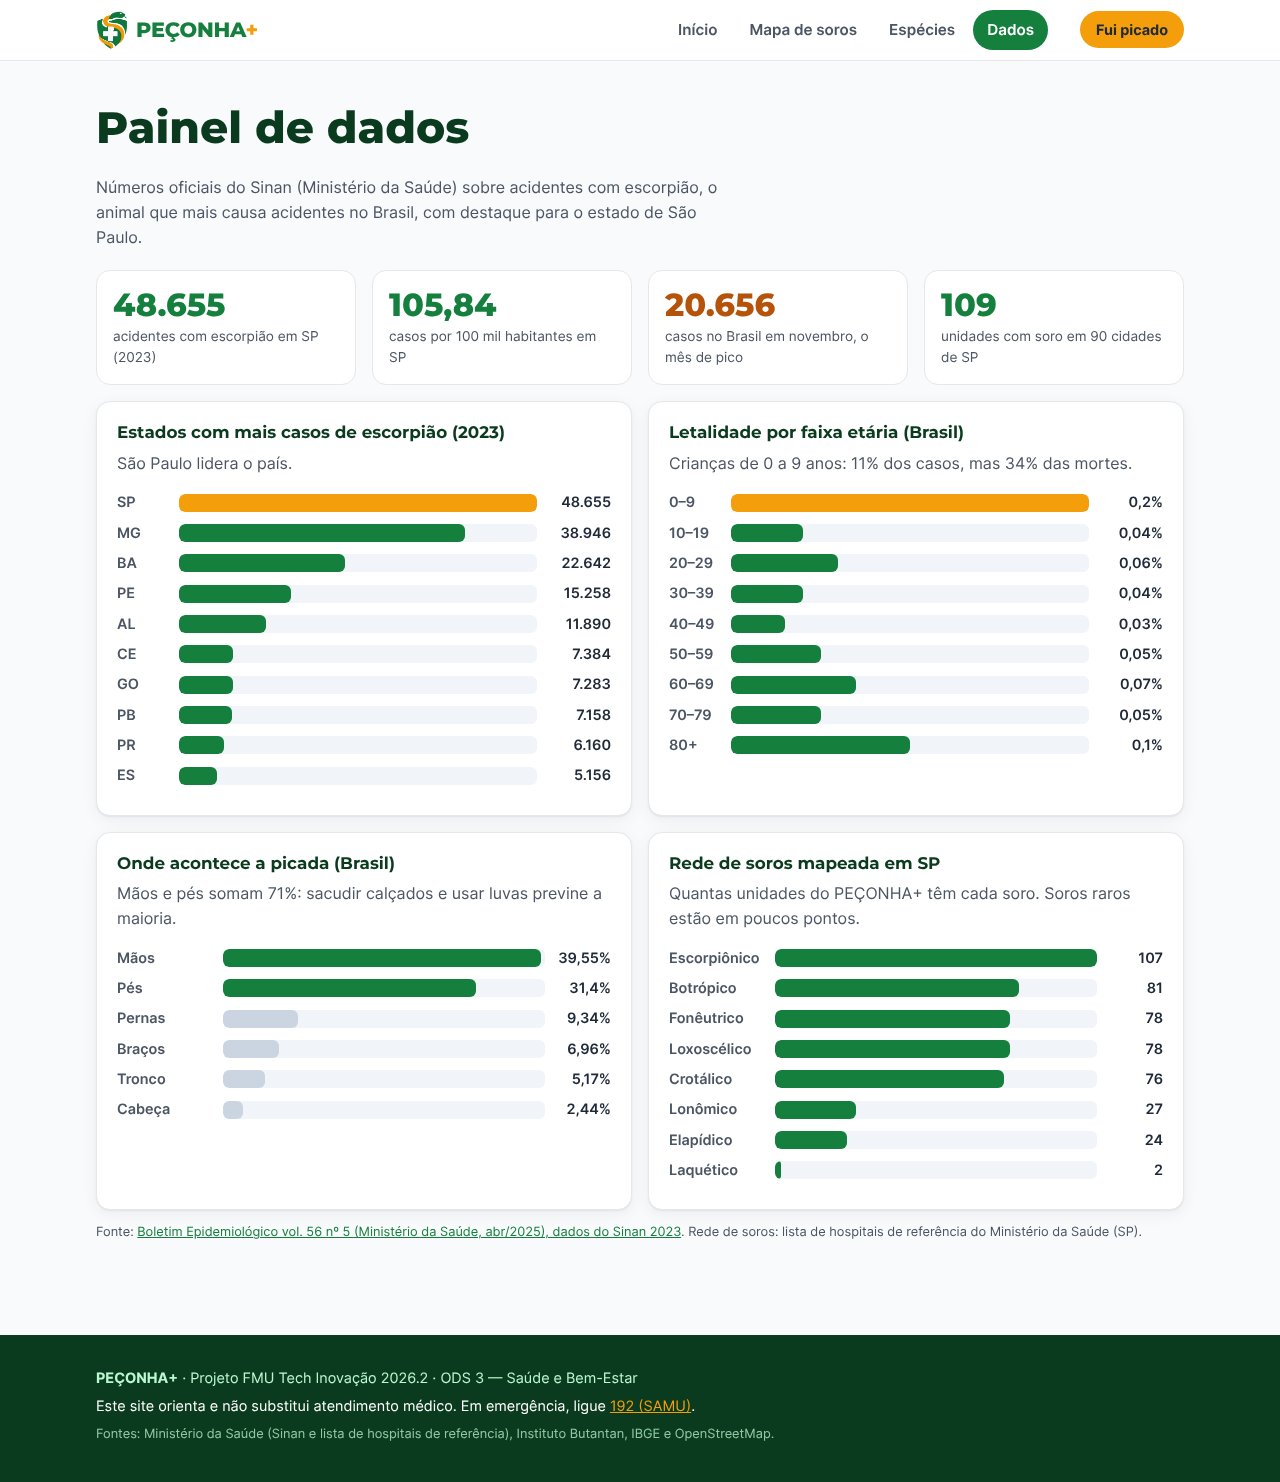 PEÇONHA+
Início
Mapa de soros
Espécies
Dados
Fui picado
Painel de dados
Números oficiais do Sinan (Ministério da Saúde) sobre acidentes com escorpião, o
animal que mais causa acidentes no Brasil, com destaque para o estado de São
Paulo.
48.655
acidentes com escorpião em SP
(2023)
105,84
casos por 100 mil habitantes em
SP
20.656
casos no Brasil em novembro, o
mês de pico
109
unidades com soro em 90 cidades
de SP
Estados com mais casos de escorpião (2023)
São Paulo lidera o país.
SP 48.655
MG 38.946
BA 22.642
PE 15.258
AL 11.890
CE 7.384
GO 7.283
PB 7.158
PR 6.160
ES 5.156
Letalidade por faixa etária (Brasil)
Crianças de 0 a 9 anos: 11% dos casos, mas 34% das mortes.
0–9 0,2%
10–19 0,04%
20–29 0,06%
30–39 0,04%
40–49 0,03%
50–59 0,05%
60–69 0,07%
70–79 0,05%
80+ 0,1%
Onde acontece a picada (Brasil)
Mãos e pés somam 71%: sacudir calçados e usar luvas previne a
maioria.
Mãos 39,55%
Pés 31,4%
Pernas 9,34%
Braços 6,96%
Tronco 5,17%
Cabeça 2,44%
Rede de soros mapeada em SP
Quantas unidades do PEÇONHA+ têm cada soro. Soros raros
estão em poucos pontos.
Escorpiônico 107
Botrópico 81
Fonêutrico 78
Loxoscélico 78
Crotálico 76
Lonômico 27
Elapídico 24
Laquético 2
Fonte: Boletim Epidemiológico vol. 56 nº 5 (Ministério da Saúde, abr/2025), dados do Sinan 2023. Rede de soros: lista de hospitais de referência do Ministério da Saúde (SP).
PEÇONHA+ · Projeto FMU Tech Inovação 2026.2 · ODS 3 — Saúde e Bem-Estar
Este site orienta e não substitui atendimento médico. Em emergência, ligue 192 (SAMU).
Fontes: Ministério da Saúde (Sinan e lista de hospitais de referência), Instituto Butantan, IBGE e OpenStreetMap.